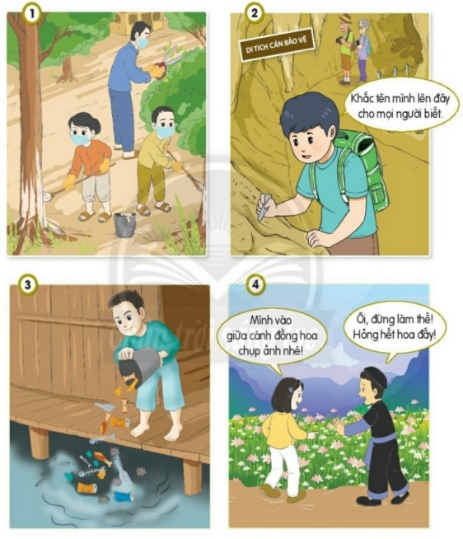 1
2
DI TÍCH CẦN BẢO VỆ
Khắc tên mình lên đây
cho mọi người biết.
3
4
Mình vào
giữa cánh đồng hoa
chụp ảnh nhé!
Ôi, đừng làm thế!
Hỏng hết hoa đấy!